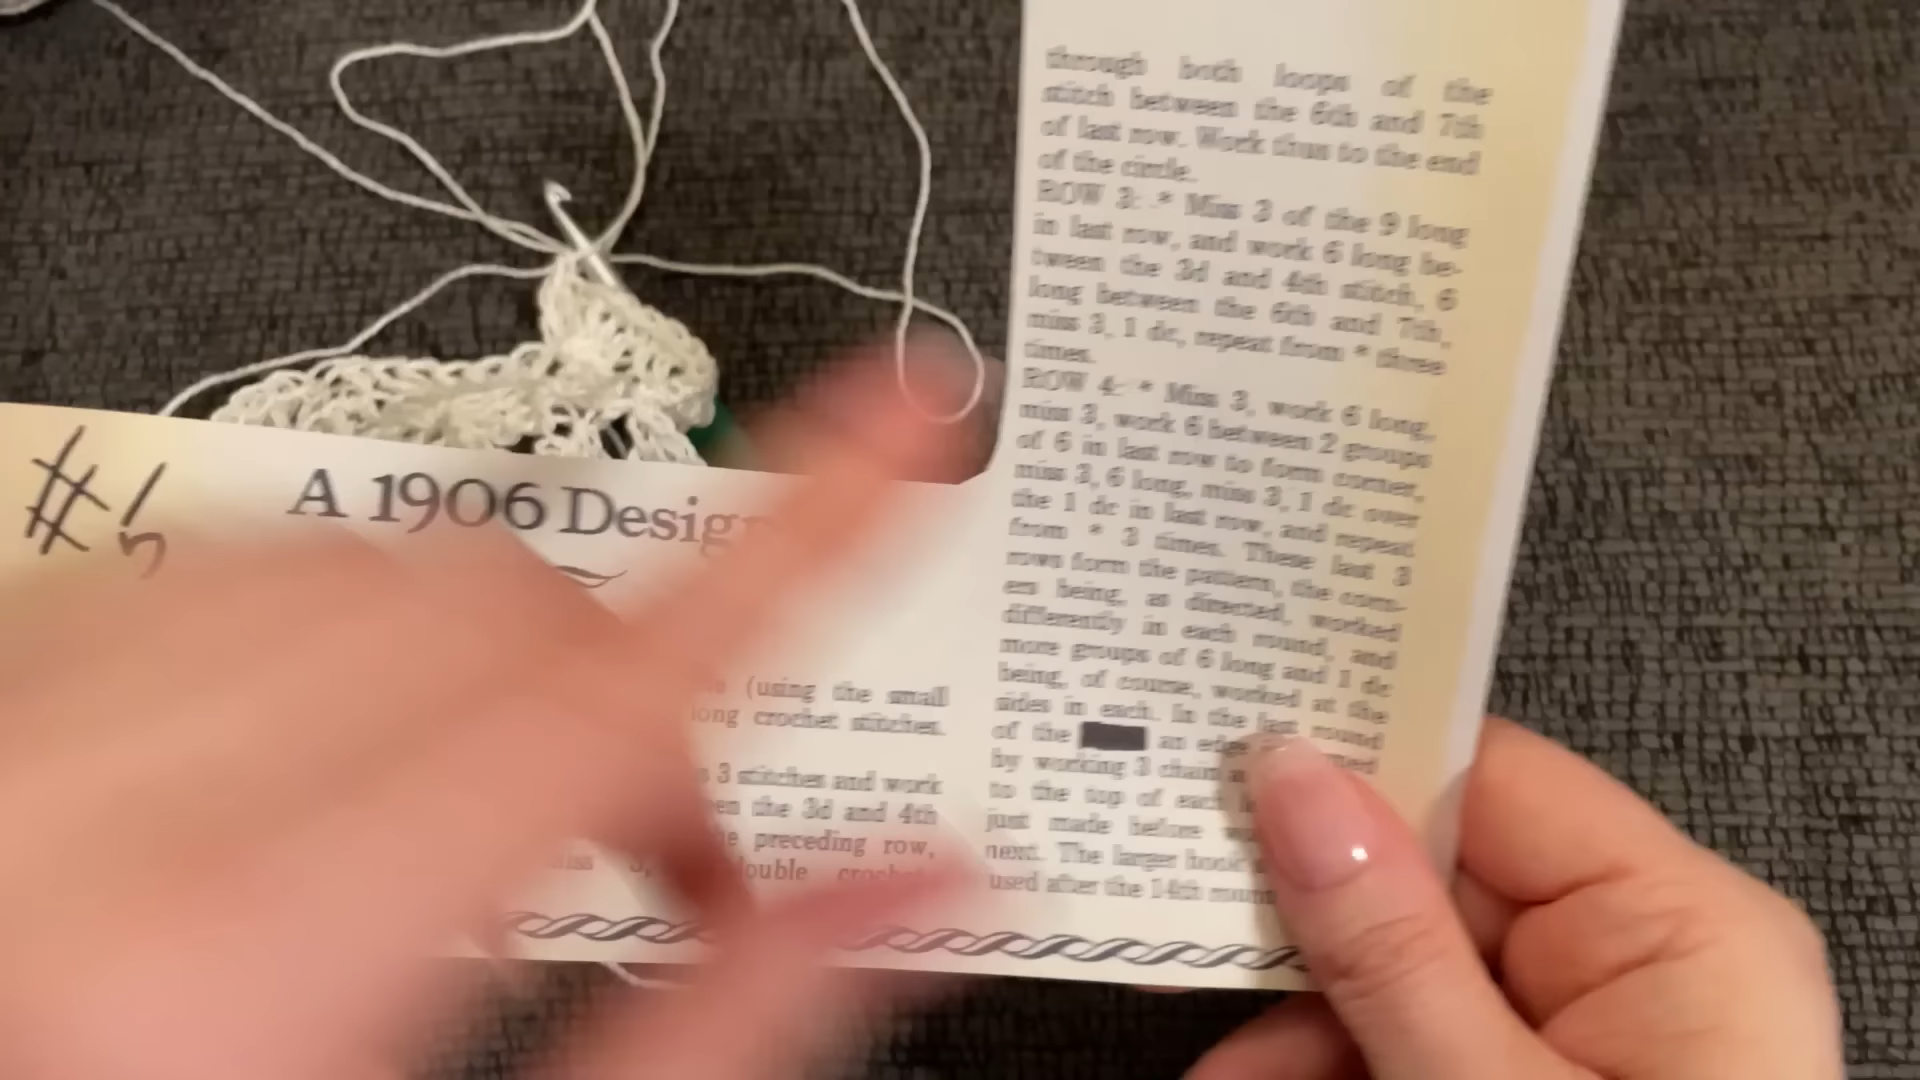 #5
A 1906 Design
(using the small
long crochet stitches.
3 stitches and work
the 3d and 4th
preceding row,
through both loops of the
stitch between the 6th and 7th
of last row. Work thus to the end
of the circle.
ROW 3: * Miss 3 of the 9 long
in last row, and work 6 long be-
tween the 3d and 4th stitch, 6
long between the 6th and 7th,
miss 3, 1 dc, repeat from * three
times.
ROW 4: * Miss 3, work 6 long,
miss 3, work 6 between 2 groups
of 6 in last row to form corner,
miss 3, 6 long, miss 3, 1 dc over
the 1 dc in last row, and repeat
from * 3 times. These last 3
rows form the pattern, the corn-
ers being, as directed, worked
differently in each round, and
more groups of 6 long and 1 dc
being, of course, worked at the
sides in each. In the last round
of the an
by working 3 chain
to the top of each
just made before
next. The larger hook
used after the 14th